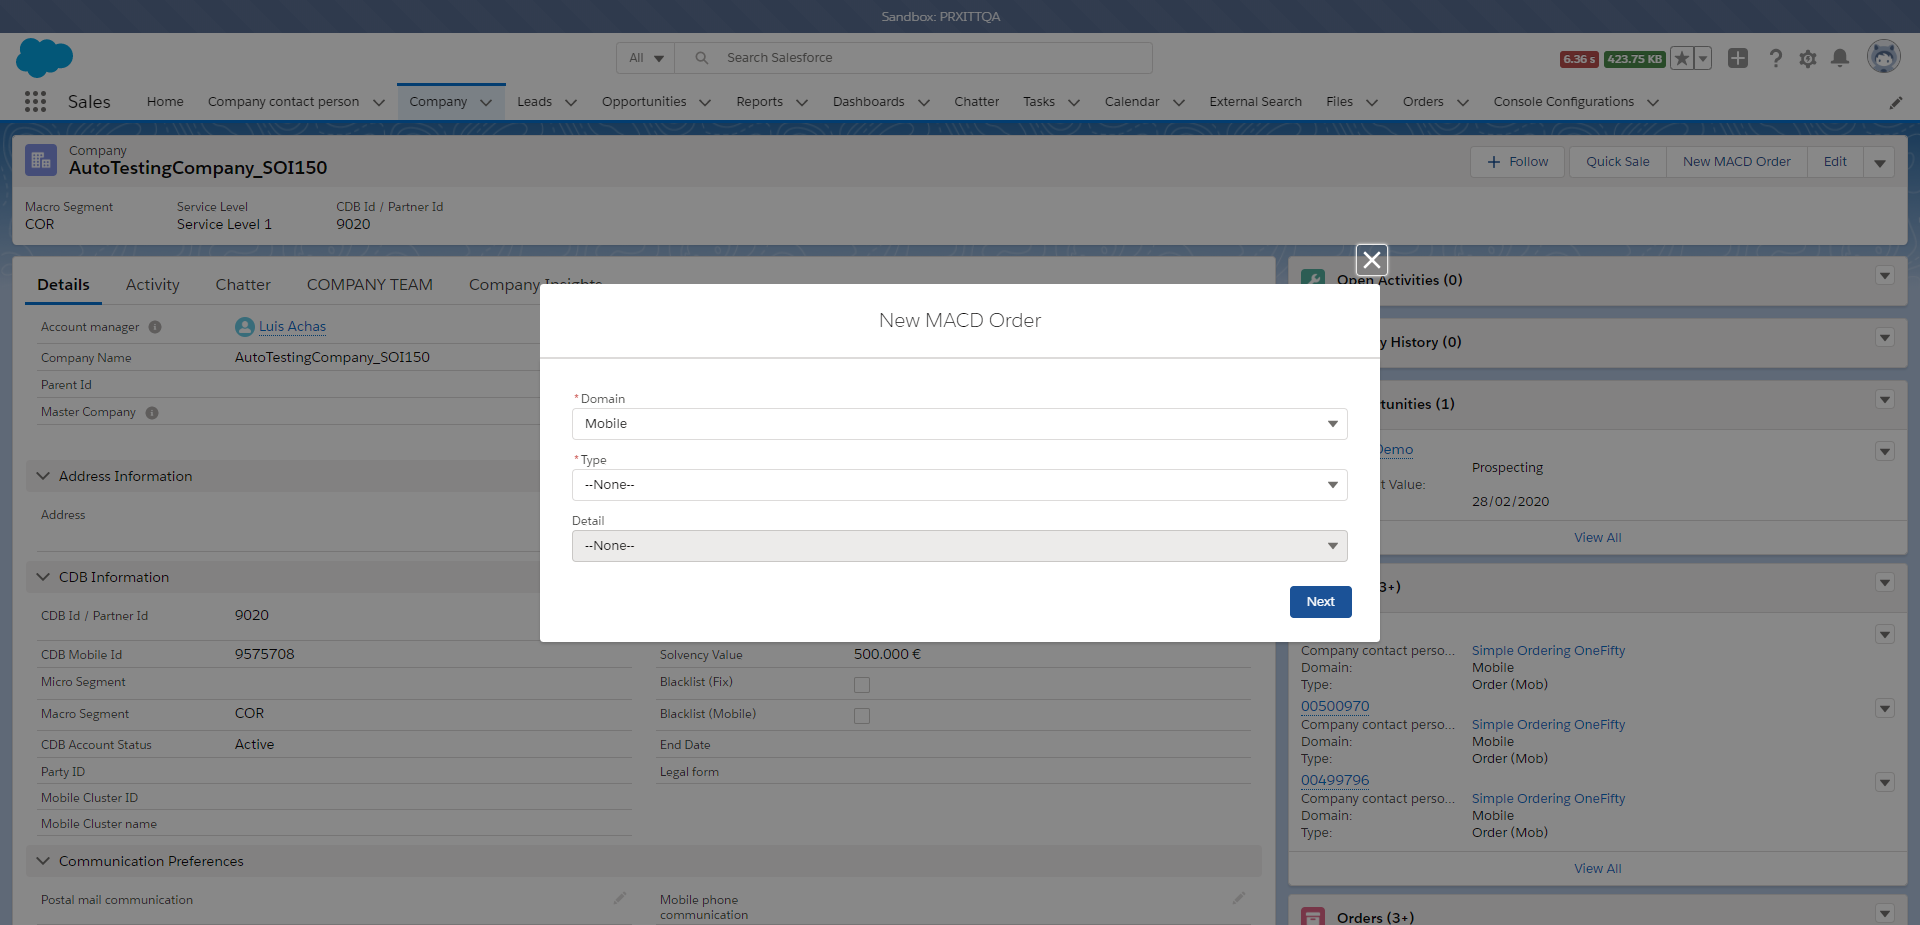 Sandbox: PRXITTQA
All
Search Salesforce
6.36 s
423.75 KB
Sales
Home
Company contact person
Company
Leads
Opportunities
Reports
Dashboards
Chatter
Tasks
Calendar
External Search
Files
Orders
Console Configurations
Company
AutoTestingCompany_SOI150
Follow
Quick Sale
New MACD Order
Edit
Macro Segment
COR
Service Level
Service Level 1
CDB Id / Partner Id
9020
Details
Activity
Chatter
COMPANY TEAM
Company Insights
Account manager
Luis Achas
Company Name
AutoTestingCompany_SOI150
Parent Id
Master Company
Address Information
Address
CDB Information
CDB Id / Partner Id
9020
CDB Mobile Id
9575708
Micro Segment
Macro Segment
COR
CDB Account Status
Active
Party ID
Mobile Cluster ID
Mobile Cluster name
Solvency Value
500.000 €
Blacklist (Fix)
Blacklist (Mobile)
End Date
Legal form
Communication Preferences
Postal mail communication
Mobile phone
communication
New MACD Order
*Domain
Mobile
*Type
--None--
Detail
--None--
Next
Open Activities (0)
y History (0)
tunities (1)
Demo
Prospecting
t Value:
28/02/2020
View All
3+)
Company contact perso...
Simple Ordering OneFifty
Domain:
Mobile
Type:
Order (Mob)
00500970
Company contact perso...
Simple Ordering OneFifty
Domain:
Mobile
Type:
Order (Mob)
00499796
Company contact perso...
Simple Ordering OneFifty
Domain:
Mobile
Type:
Order (Mob)
View All
Orders (3+)